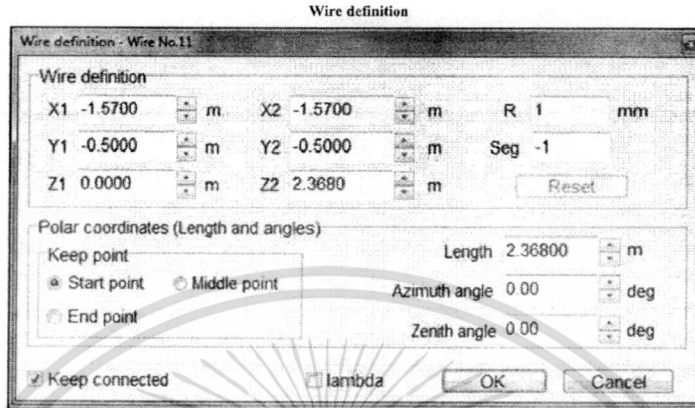 Wire definition
Wire definition - Wire No.11
Wire definition
X1 -1.5700 m X2 -1.5700 m R 1 mm
Y1 -0.5000 m Y2 -0.5000 m Seg -1
Z1 0.0000 m Z2 2.3680 m Reset
Polar coordinates (Length and angles)
Keep point
Start point Middle point
End point
Length 2.36800 m
Azimuth angle 0.00 deg
Zenith angle 0.00 deg
Keep connected lambda OK Cancel